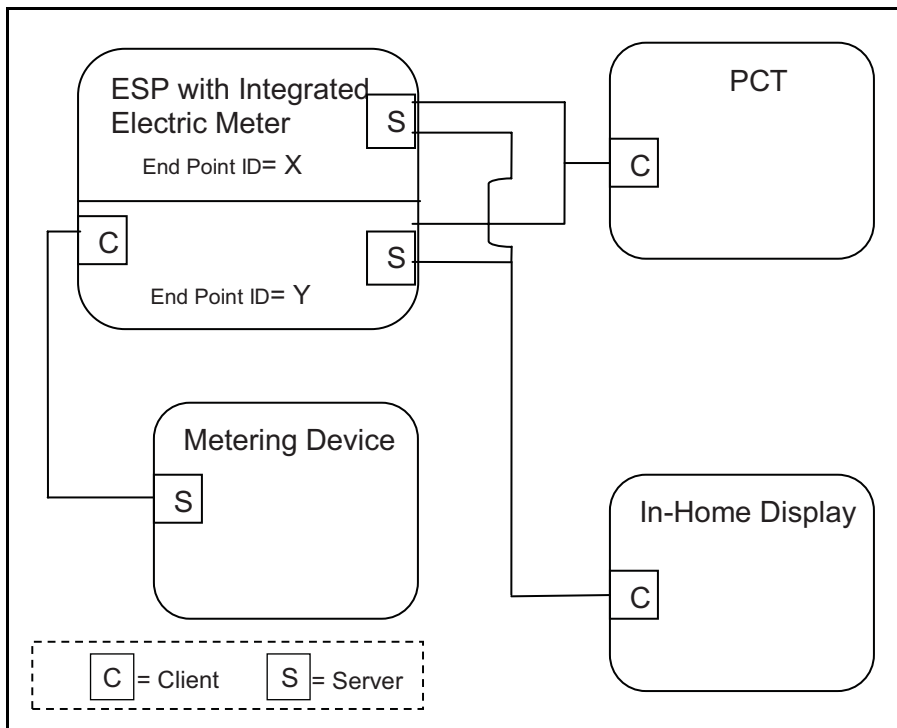 ESP with Integrated
Electric Meter
S
End Point ID= X
C
S
End Point ID= Y
PCT
C
Metering Device
S
In-Home Display
C
C = Client
S = Server